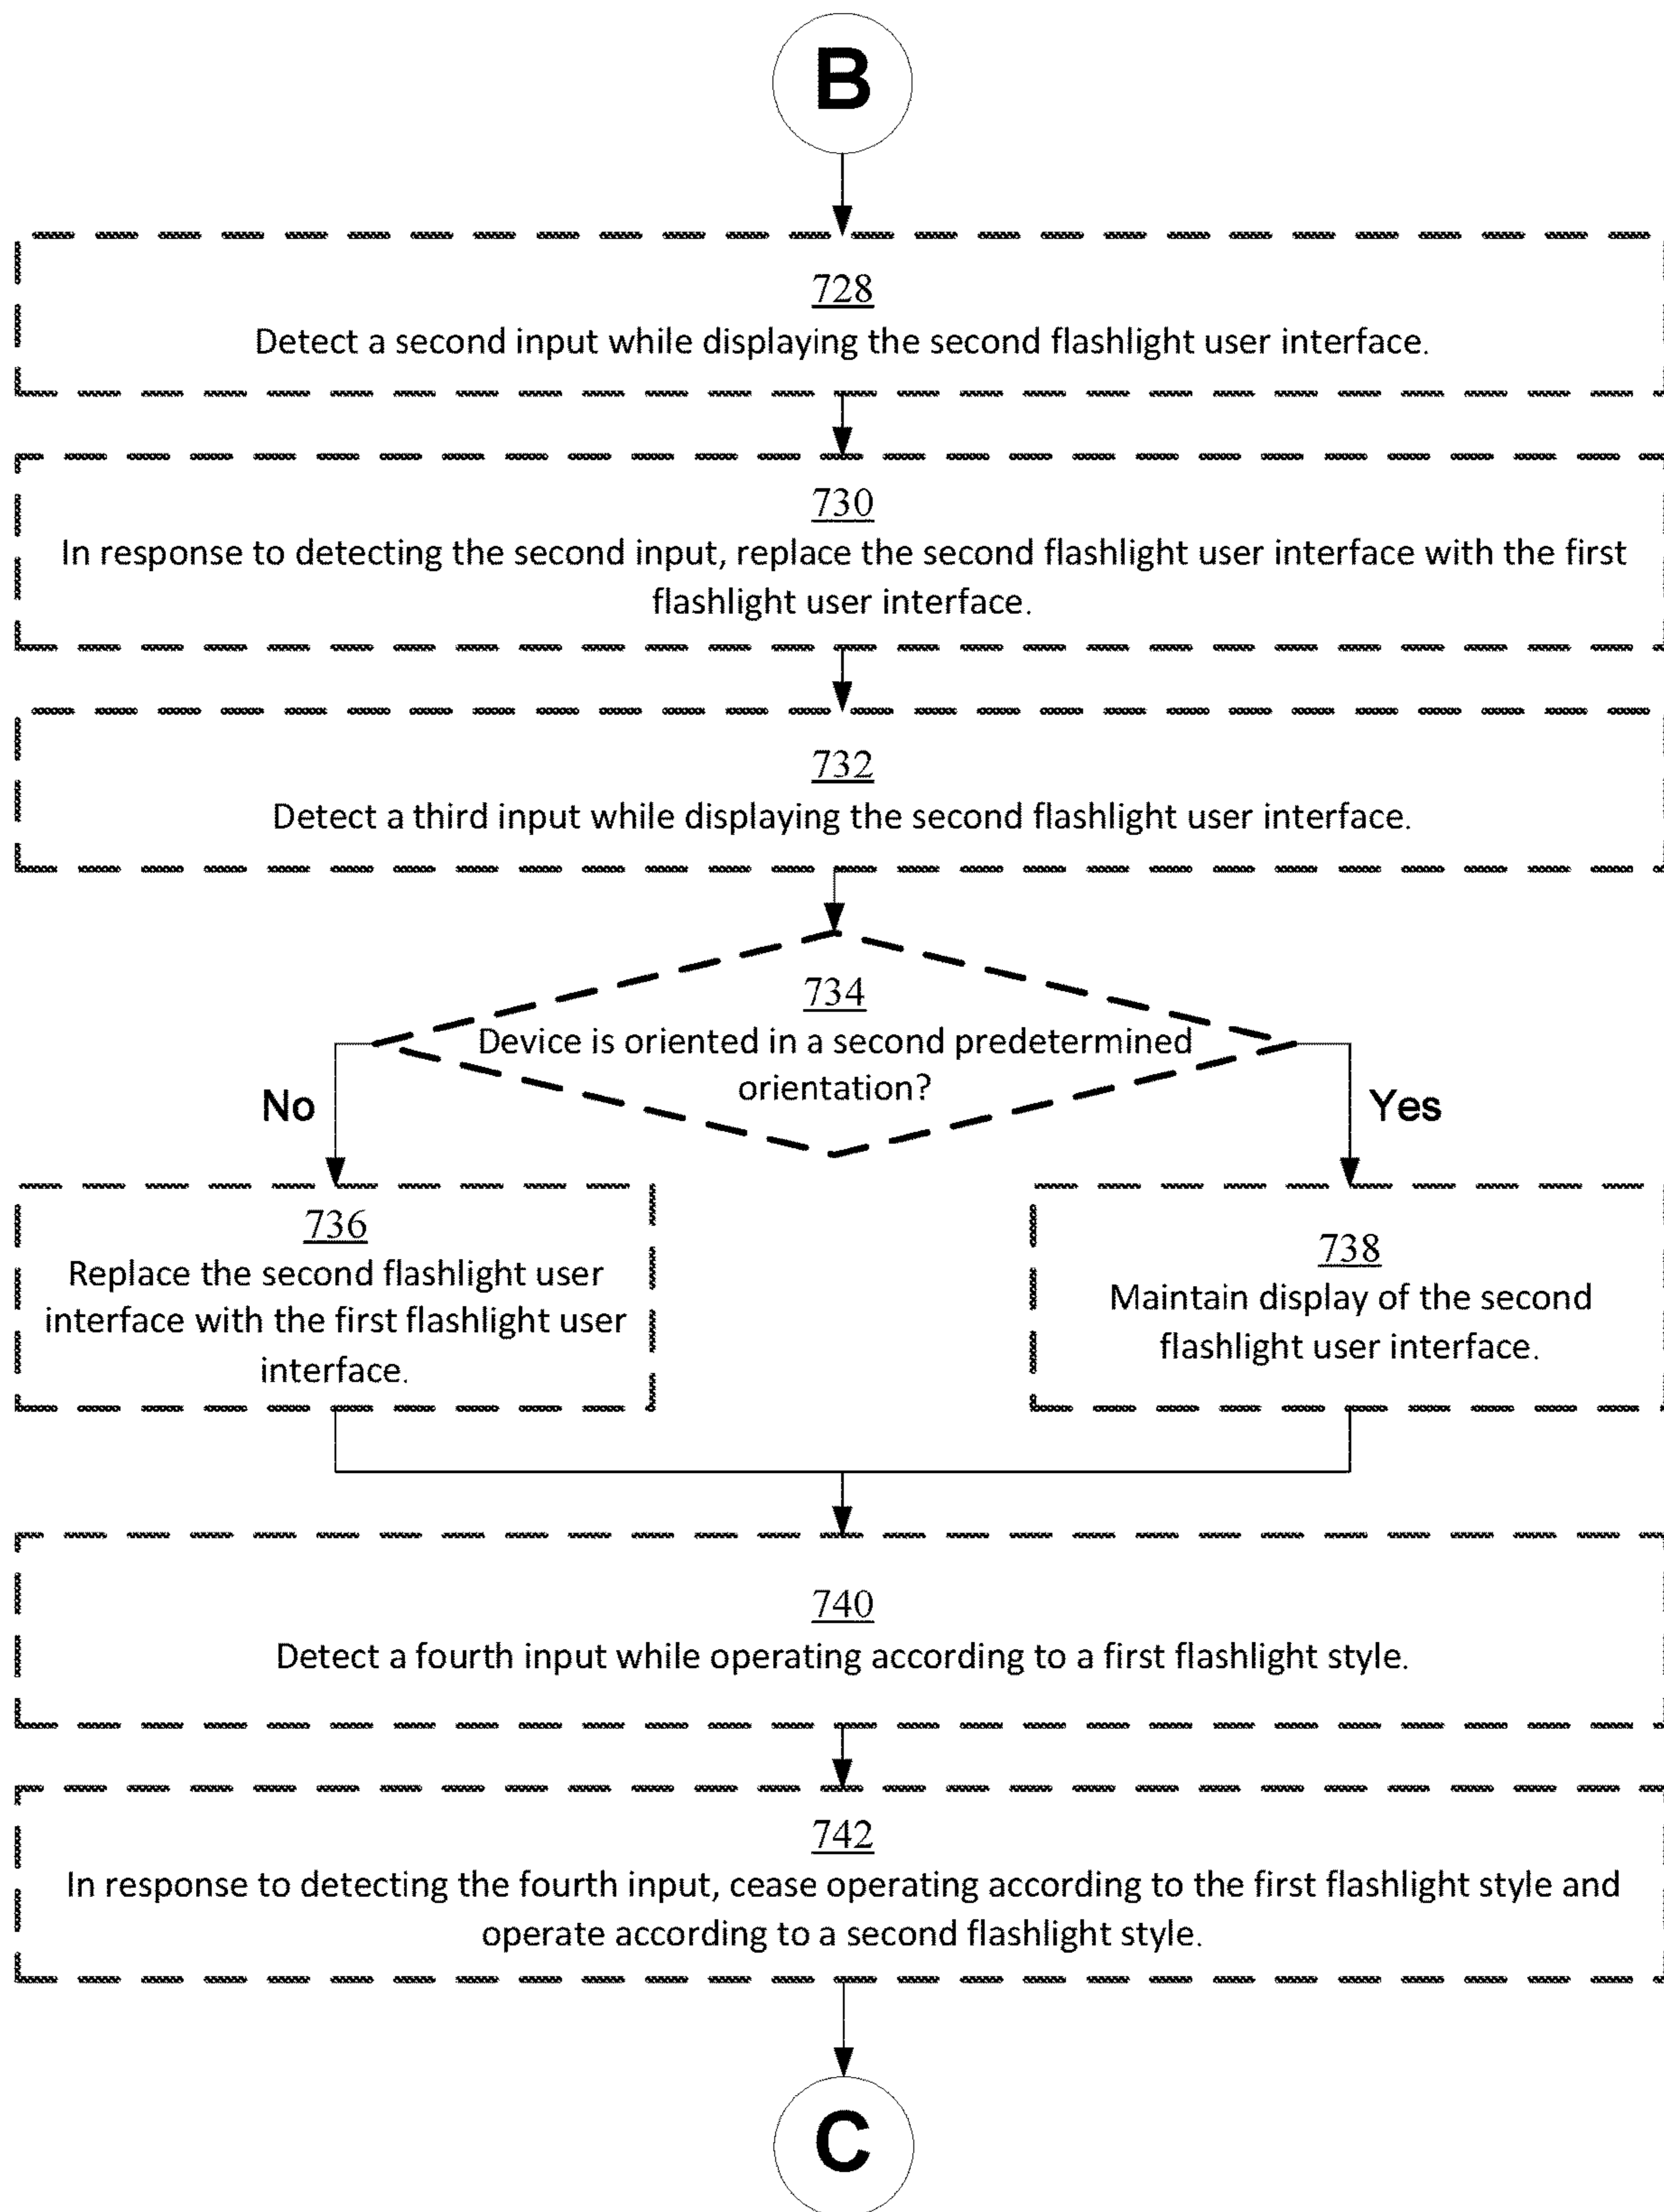 B
728
Detect a second input while displaying the second flashlight user interface.
730
In response to detecting the second input, replace the second flashlight user interface with the first
flashlight user interface.
732
Detect a third input while displaying the second flashlight user interface.
734
Device is oriented in a second predetermined
orientation?
No
Yes
736
Replace the second flashlight user
interface with the first flashlight user
interface.
738
Maintain display of the second
flashlight user interface.
740
Detect a fourth input while operating according to a first flashlight style.
742
In response to detecting the fourth input, cease operating according to the first flashlight style and
operate according to a second flashlight style.
C